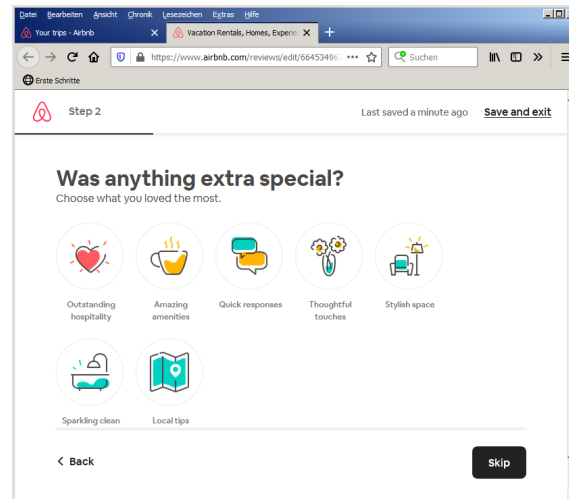 Datei Bearbeiten Ansicht Chronik Lesezeichen Extras Hilfe
Your trips - Airbnb
Vacation Rentals, Homes, Experien
https://www.airbnb.com/reviews/edit/66453496
Suchen
Erste Schritte
Step 2
Last saved a minute ago
Save and exit
Was anything extra special?
Choose what you loved the most.
Outstanding
hospitality
Amazing
amenities
Quick responses
Thoughtful
touches
Stylish space
Sparkling clean
Local tips
Back
Skip